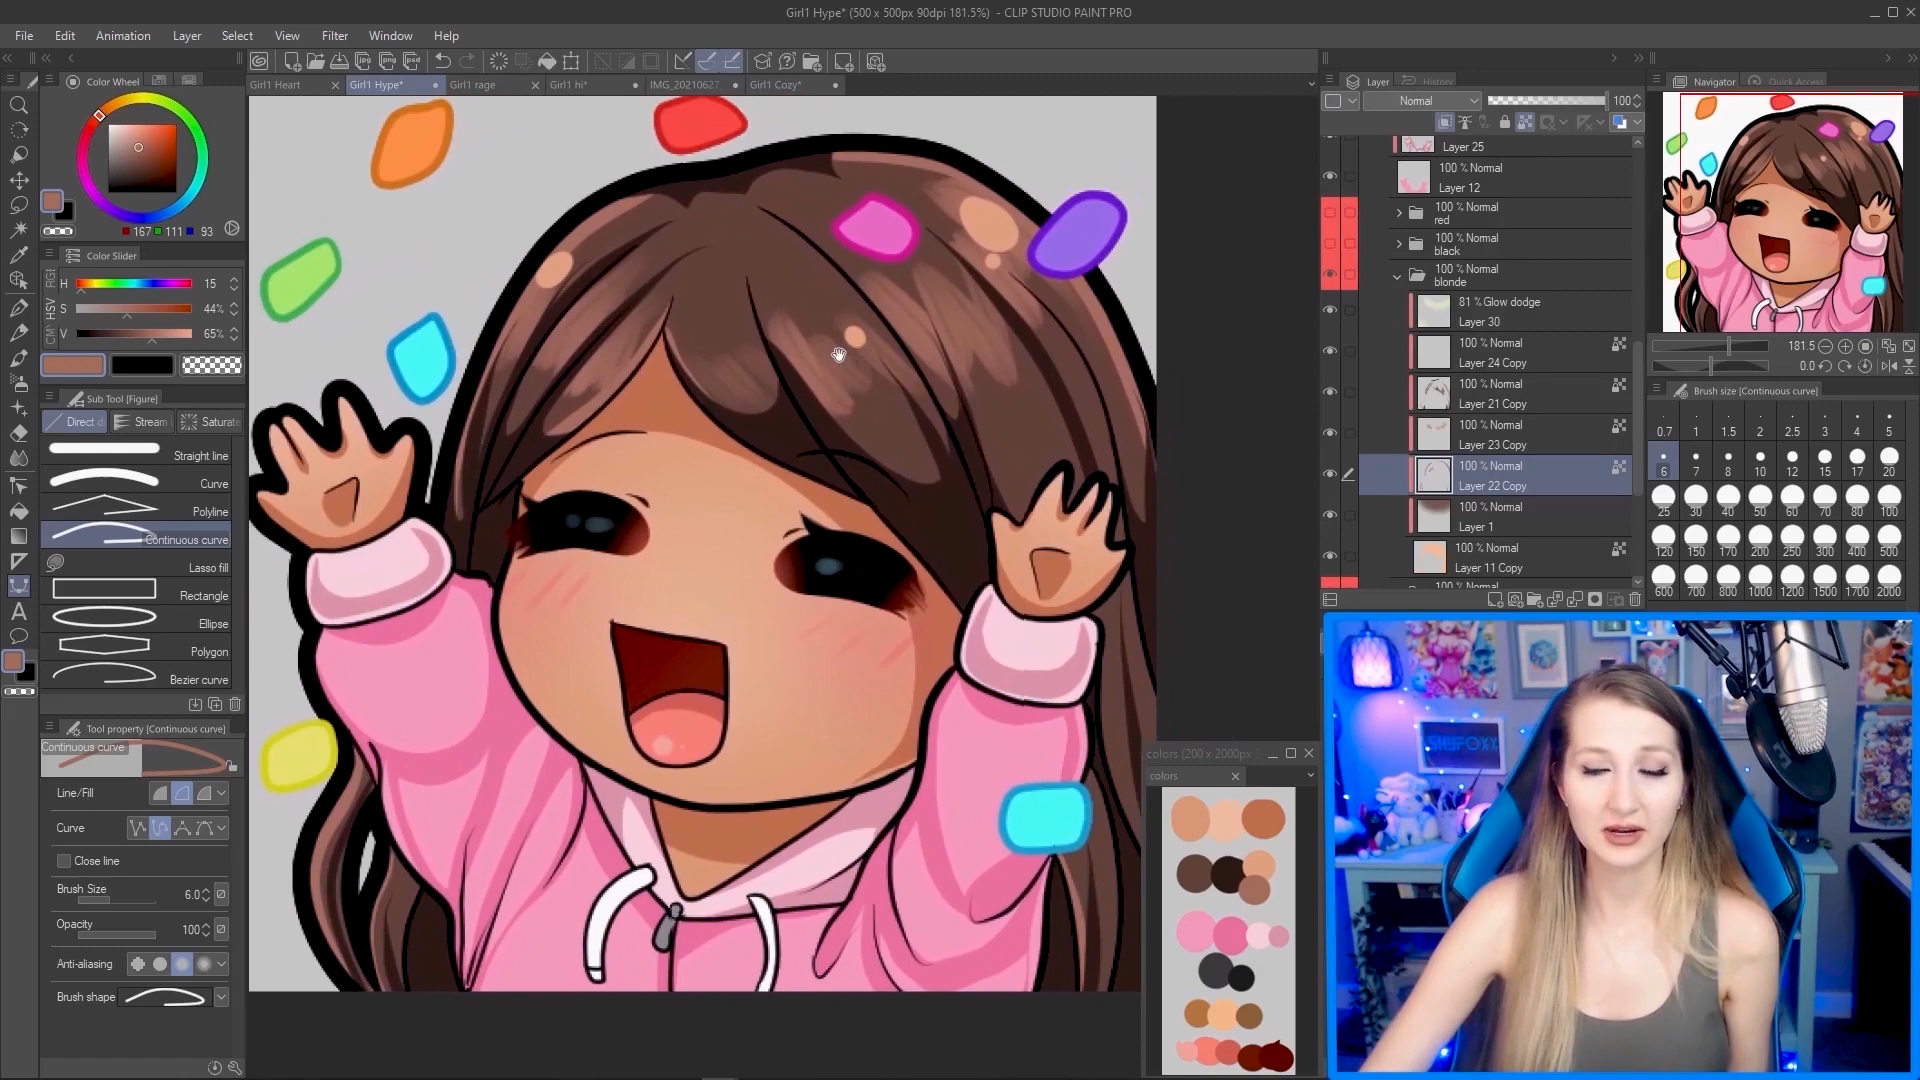 Girl1 Hype* (500 x 500px 90dpi 181.5%) - CLIP STUDIO PAINT PRO
File Edit Animation Layer Select View Filter Window Help
Girl1 Heart Girl1 Hype* Girl1 rage Girl1 hi* IMG_20210627 Girl1 Cozy*
Color Wheel
167 111 93
Color Slider
H 15
S 44%
V 65%
Sub Tool [Figure]
Direct d Stream Saturate
Straight line
Curve
Polyline
Continuous curve
Lasso fill
Rectangle
Ellipse
Polygon
Bezier curve
Tool property [Continuous curve]
Continuous curve
Line/Fill
Curve
Close line
Brush Size 6.0
Opacity 100
Anti-aliasing
Brush shape
colors (200 x 2000px
colors
Layer History
Normal 100
Layer 25
100 % Normal
Layer 12
100 % Normal
red
100 % Normal
black
100 % Normal
blonde
81 % Glow dodge
Layer 30
100 % Normal
Layer 24 Copy
100 % Normal
Layer 21 Copy
100 % Normal
Layer 23 Copy
100 % Normal
Layer 22 Copy
100 % Normal
Layer 1
100 % Normal
Layer 11 Copy
100 % Normal
Navigator Quick Access
181.5
0.0
Brush size [Continuous curve]
0.7 1 1.5 2 2.5 3 4 5
6 7 8 10 12 15 17 20
25 30 40 50 60 70 80 100
120 150 170 200 250 300 400 500
600 700 800 1000 1200 1500 1700 2000
SHYFOXX